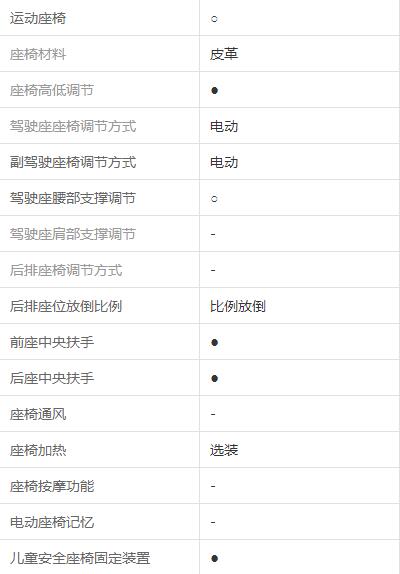 运动座椅 ○
座椅材料 皮革
座椅高低调节 ●
驾驶座座椅调节方式 电动
副驾驶座椅调节方式 电动
驾驶座腰部支撑调节 ○
驾驶座肩部支撑调节 -
后排座椅调节方式 -
后排座位放倒比例 比例放倒
前座中央扶手 ●
后座中央扶手 ●
座椅通风 -
座椅加热 选装
座椅按摩功能 -
电动座椅记忆 -
儿童安全座椅固定装置 ●